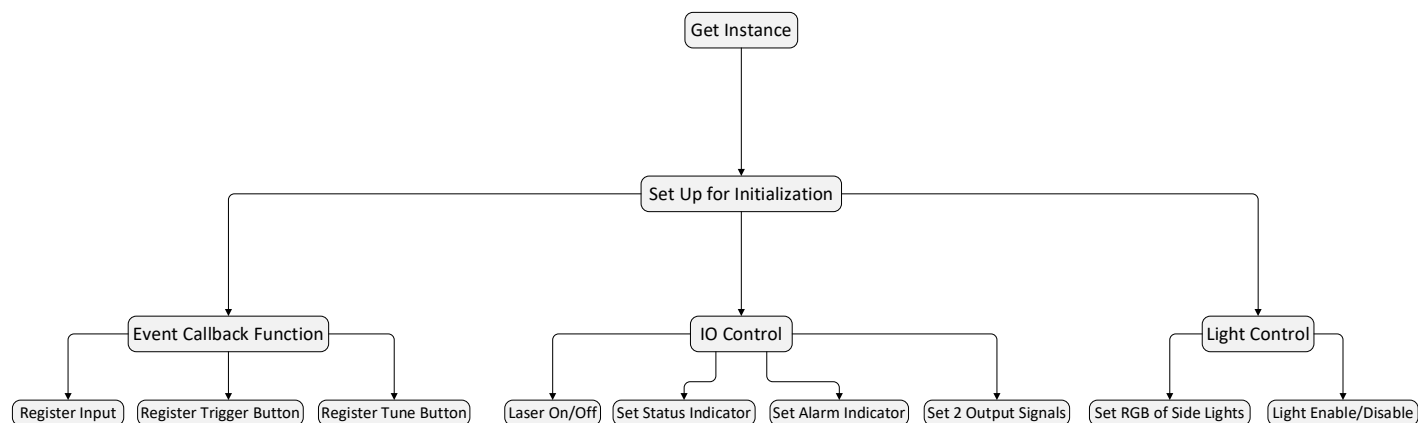 Get Instance
Set Up for Initialization
Event Callback Function
IO Control
Light Control
Register Input
Register Trigger Button
Register Tune Button
Laser On/Off
Set Status Indicator
Set Alarm Indicator
Set 2 Output Signals
Set RGB of Side Lights
Light Enable/Disable